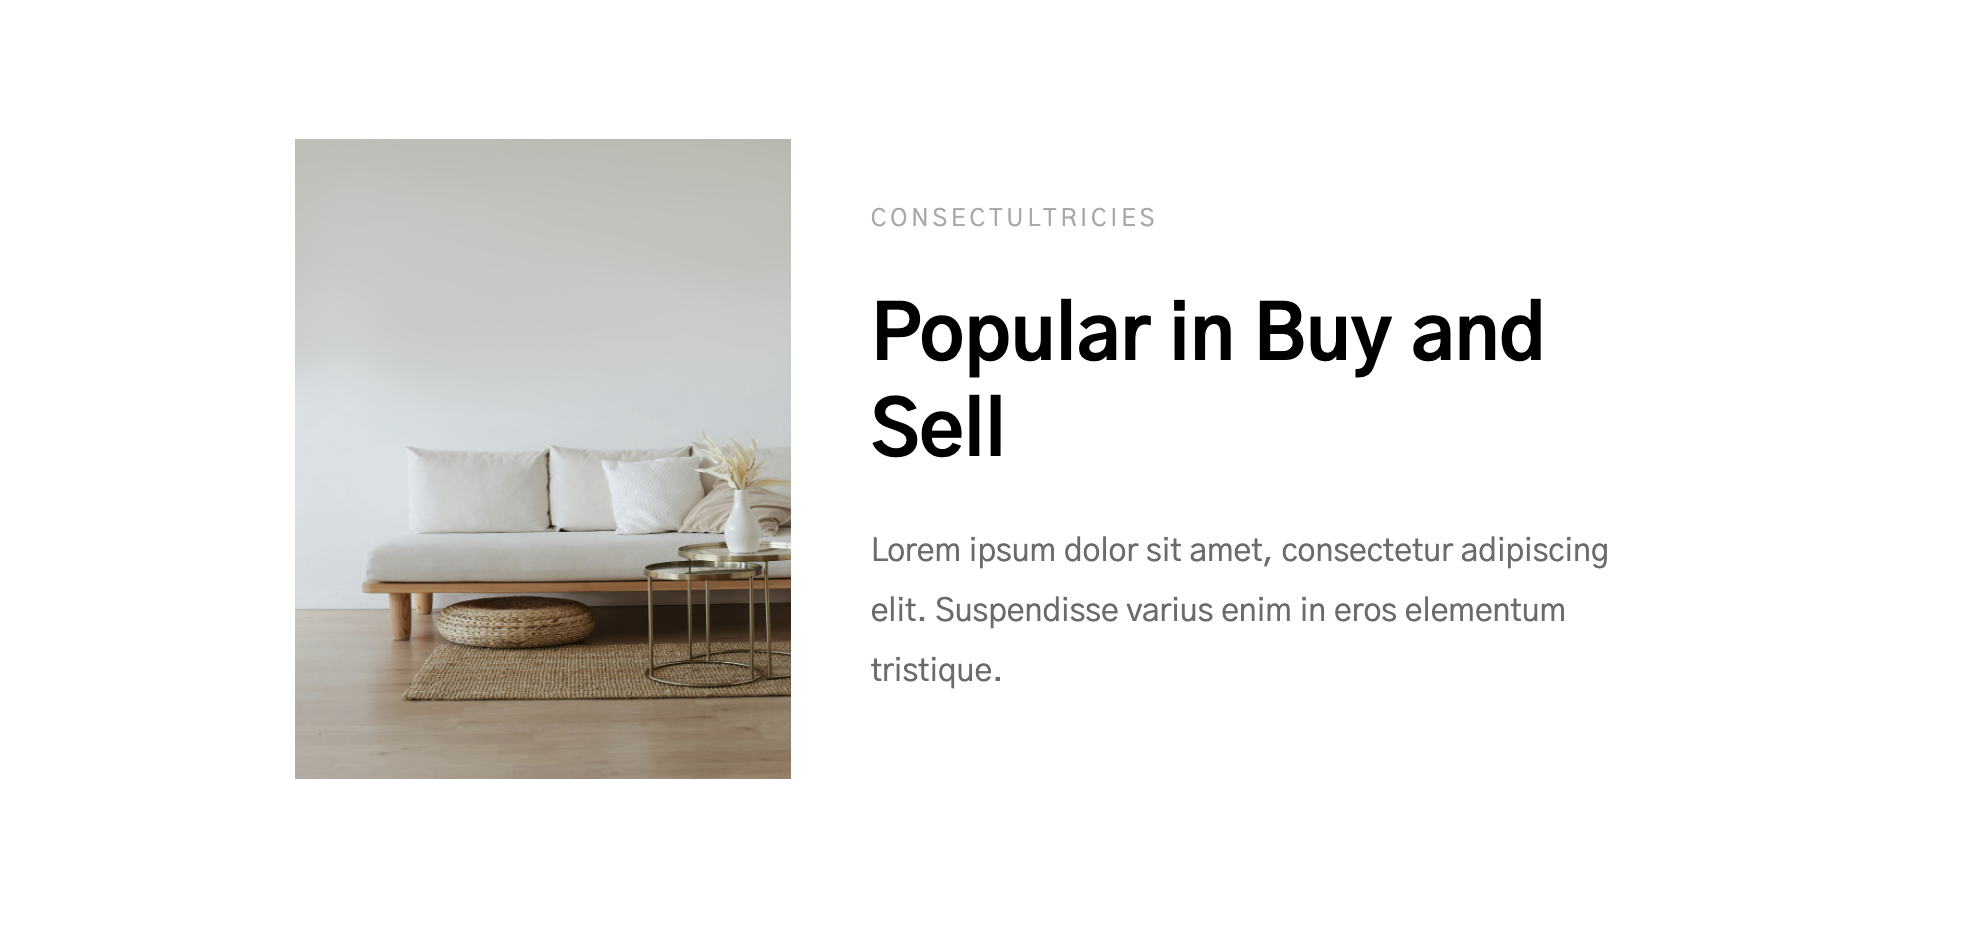 CONSECTULTRICIES
Popular in Buy and
Sell
Lorem ipsum dolor sit amet, consectetur adipiscing
elit. Suspendisse varius enim in eros elementum
tristique.